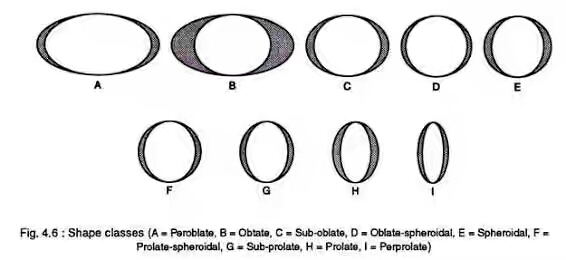 A B C D E
F G H I
Fig. 4.6 : Shape classes (A = Peroblate, B = Obtate, C = Sub-oblate, D = Oblate-spheroidal, E = Spheroidal, F =
Prolate-spheroidal, G = Sub-prolate, H = Prolate, I = Perprolate)